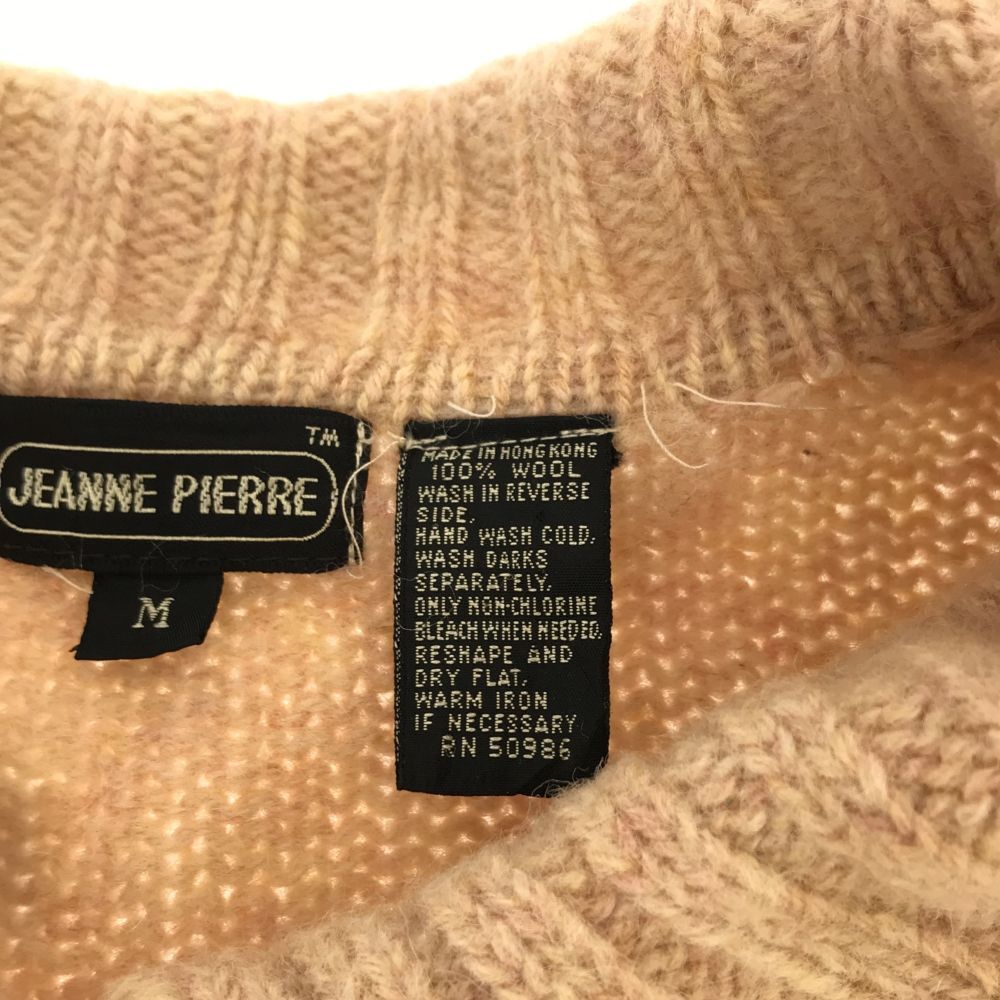 TM
JEANNE PIERRE
M
MADE IN HONG KONG
100% WOOL
WASH IN REVERSE
SIDE.
HAND WASH COLD.
WASH DARKS
SEPARATELY.
ONLY NON-CHLORINE
BLEACH WHEN NEEDED.
RESHAPE AND
DRY FLAT.
WARM IRON
IF NECESSARY
RN 50986